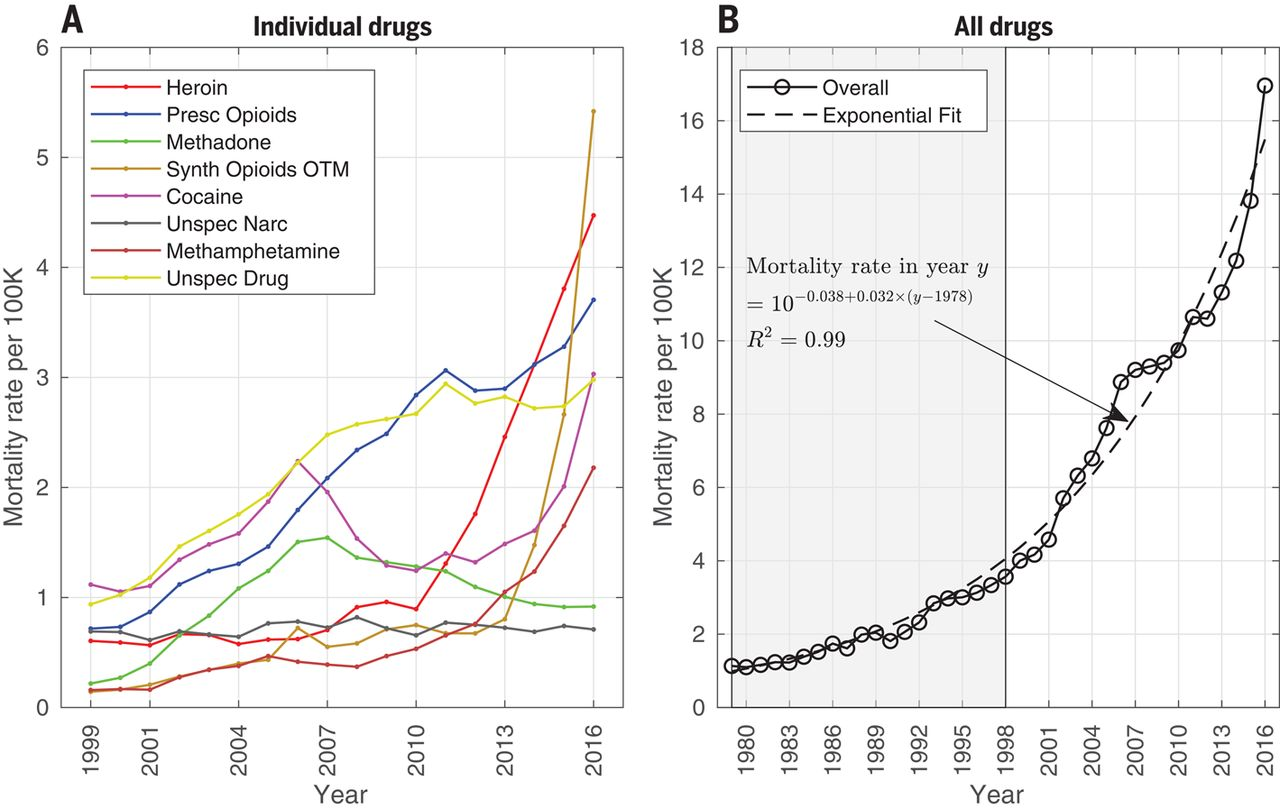 A
Individual drugs
6
5
4
3
2
1
0
Mortality rate per 100K
Heroin
Presc Opioids
Methadone
Synth Opioids OTM
Cocaine
Unspec Narc
Methamphetamine
Unspec Drug
1999
2001
2004
2007
2010
2013
2016
Year
B
All drugs
18
16
14
12
10
8
6
4
2
0
Mortality rate per 100K
Overall
Exponential Fit
Mortality rate in year y
= 10^{−0.038+0.032×(y−1978)}
R² = 0.99
1980
1983
1986
1989
1992
1995
1998
2001
2004
2007
2010
2013
2016
Year